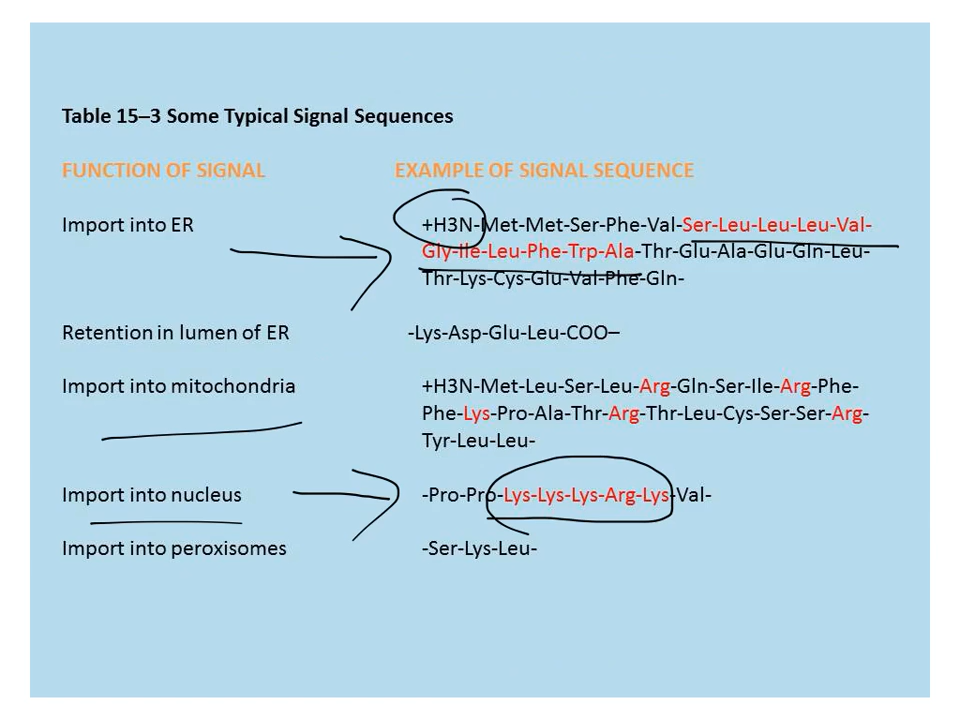 Table 15–3 Some Typical Signal Sequences
FUNCTION OF SIGNAL EXAMPLE OF SIGNAL SEQUENCE
Import into ER +H3N-Met-Met-Ser-Phe-Val-Ser-Leu-Leu-Leu-Val-
Gly-Ile-Leu-Phe-Trp-Ala-Thr-Glu-Ala-Glu-Gln-Leu-
Thr-Lys-Cys-Glu-Val-Phe-Gln-
Retention in lumen of ER -Lys-Asp-Glu-Leu-COO–
Import into mitochondria +H3N-Met-Leu-Ser-Leu-Arg-Gln-Ser-Ile-Arg-Phe-
Phe-Lys-Pro-Ala-Thr-Arg-Thr-Leu-Cys-Ser-Ser-Arg-
Tyr-Leu-Leu-
Import into nucleus -Pro-Pro-Lys-Lys-Lys-Arg-Lys-Val-
Import into peroxisomes -Ser-Lys-Leu-